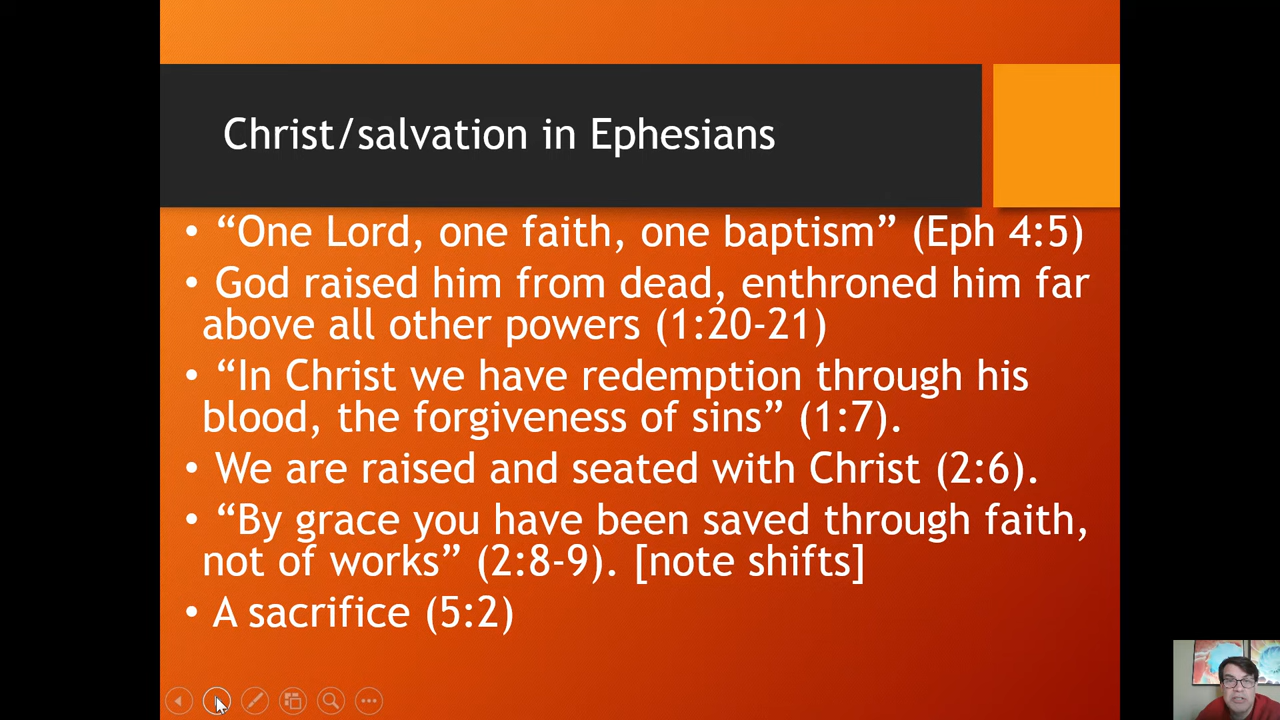 Christ/salvation in Ephesians
• “One Lord, one faith, one baptism” (Eph 4:5)
• God raised him from dead, enthroned him far
above all other powers (1:20-21)
• “In Christ we have redemption through his
blood, the forgiveness of sins” (1:7).
• We are raised and seated with Christ (2:6).
• “By grace you have been saved through faith,
not of works” (2:8-9). [note shifts]
• A sacrifice (5:2)